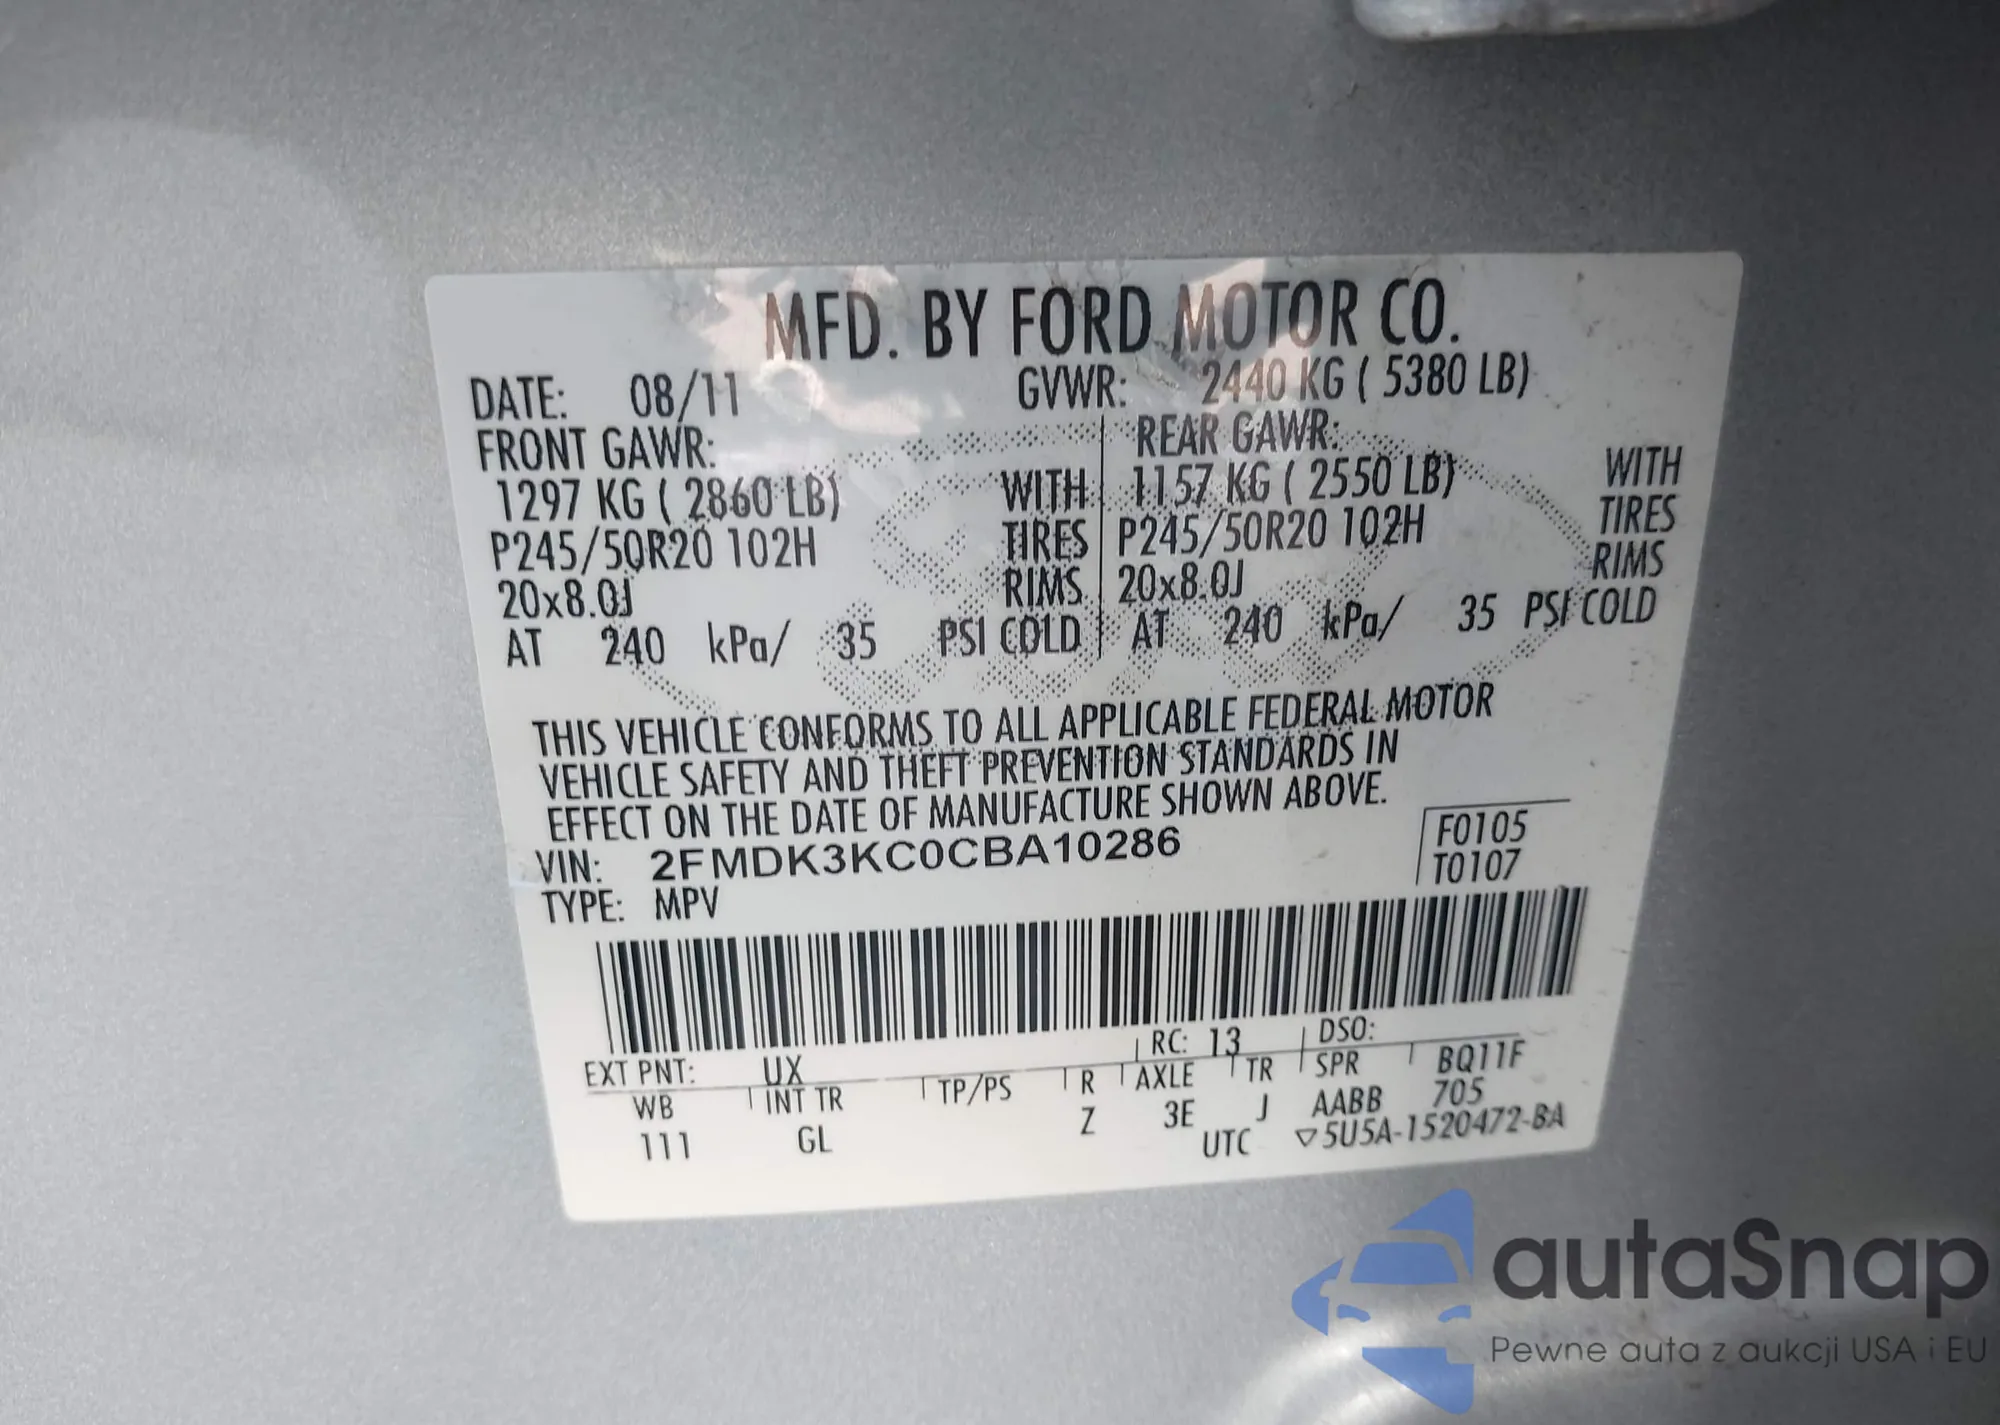 MFD. BY FORD MOTOR CO.
DATE: 08/11 GVWR: 2440 KG ( 5380 LB)
FRONT GAWR: REAR GAWR:
1297 KG ( 2860 LB) WITH 1157 KG ( 2550 LB) WITH
P245/50R20 102H TIRES P245/50R20 102H TIRES
20x8.0J RIMS 20x8.0J RIMS
AT 240 kPa/ 35 PSI COLD AT 240 kPa/ 35 PSI COLD
THIS VEHICLE CONFORMS TO ALL APPLICABLE FEDERAL MOTOR
VEHICLE SAFETY AND THEFT PREVENTION STANDARDS IN
EFFECT ON THE DATE OF MANUFACTURE SHOWN ABOVE.
VIN: 2FMDK3KC0CBA10286 F0105
TYPE: MPV T0107
EXT PNT: UX RC: 13 DSO:
WB INT TR TP/PS R AXLE TR SPR BQ11F
111 GL Z 3E J AABB 705
UTC ▽5U5A-1520472-BA
autaSnap
Pewne auta z aukcji USA i EU